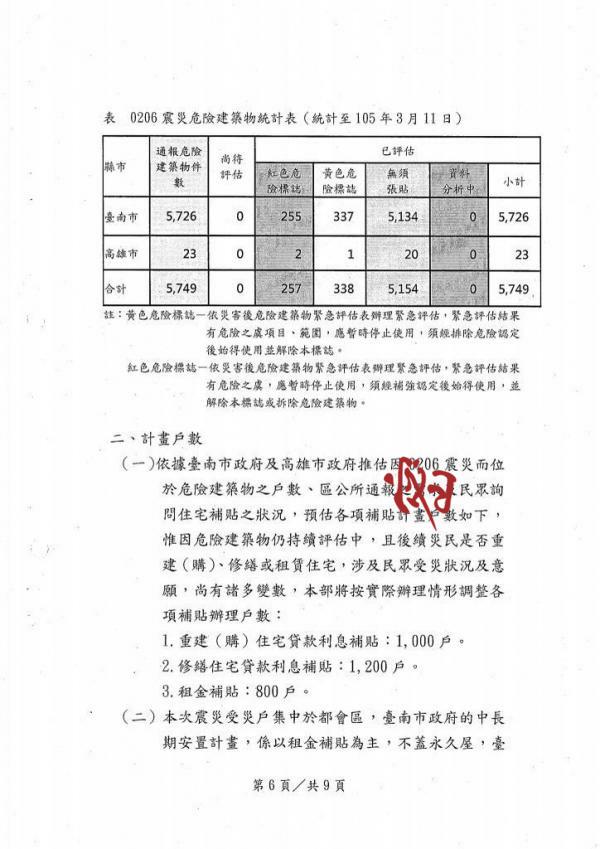 表 0206震災危險建築物統計表（統計至105年3月11日）
縣市 通報危險建築物件數 尚待評估 已評估
紅色危險標誌 黃色危險標誌 無須張貼 資料分析中 小計
臺南市 5,726 0 255 337 5,134 0 5,726
高雄市 23 0 2 1 20 0 23
合計 5,749 0 257 338 5,154 0 5,749
註：黃色危險標誌－依災害後危險建築物緊急評估表辦理緊急評估，緊急評估結果
有危險之虞項目、範圍，應暫時停止使用，須經排除危險認定
後始得使用並解除本標誌。
紅色危險標誌－依災害後危險建築物緊急評估表辦理緊急評估，緊急評估結果
有危險之虞，應暫時停止使用，須經補強認定後始得使用，並
解除本標誌或拆除危險建築物。
二、計畫戶數
（一）依據臺南市政府及高雄市政府推估因0206震災而位
於危險建築物之戶數、區公所通報及民眾詢
問住宅補貼之狀況，預估各項補貼計畫戶數如下，
惟因危險建築物仍持續評估中，且後續災民是否重
建（購）、修繕或租賃住宅，涉及民眾受災狀況及意
願，尚有諸多變數，本部將按實際辦理情形調整各
項補貼辦理戶數：
1.重建（購）住宅貸款利息補貼：1,000戶。
2.修繕住宅貸款利息補貼：1,200戶。
3.租金補貼：800戶。
（二）本次震災受災戶集中於都會區，臺南市政府的中長
期安置計畫，係以租金補貼為主，不蓋永久屋，臺
第6頁／共9頁